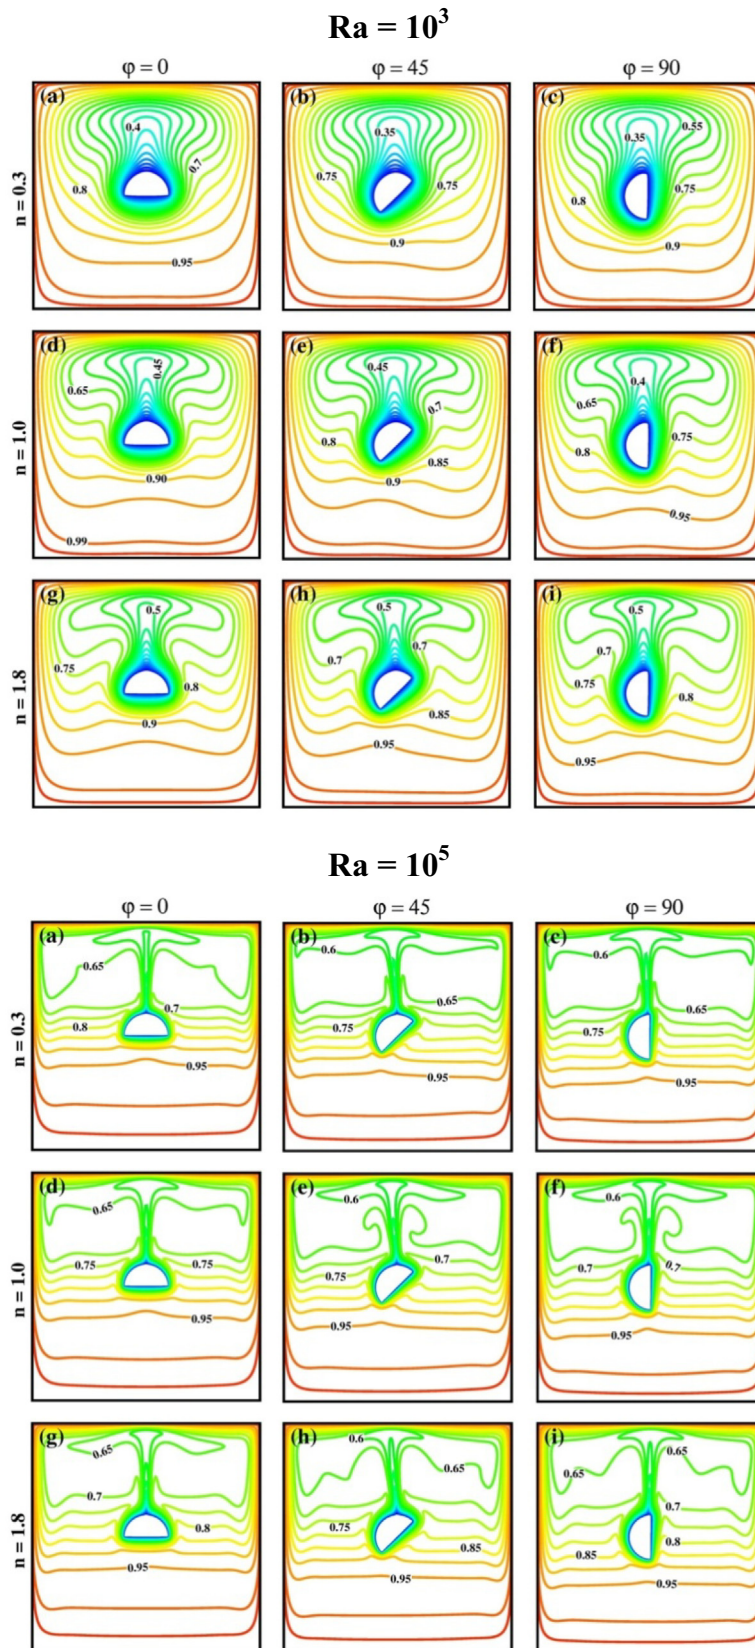 Ra = 10³
φ = 0 φ = 45 φ = 90
n = 0.3
(a) 0.4 0.7 0.8 0.95
(b) 0.35 0.75 0.75 0.9
(c) 0.35 0.55 0.75 0.8 0.9
n = 1.0
(d) 0.45 0.65 0.90 0.99
(e) 0.45 0.7 0.8 0.85 0.9
(f) 0.4 0.65 0.75 0.8 0.95
n = 1.8
(g) 0.5 0.75 0.8 0.9
(h) 0.5 0.7 0.7 0.85 0.95
(i) 0.5 0.7 0.75 0.8 0.95
Ra = 10⁵
φ = 0 φ = 45 φ = 90
n = 0.3
(a) 0.65 0.7 0.8 0.95
(b) 0.6 0.65 0.75 0.95
(c) 0.6 0.65 0.75 0.95
n = 1.0
(d) 0.65 0.75 0.75 0.95
(e) 0.6 0.7 0.75 0.95
(f) 0.6 0.7 0.7 0.95
n = 1.8
(g) 0.65 0.7 0.8 0.95
(h) 0.6 0.65 0.75 0.85 0.95
(i) 0.65 0.65 0.7 0.8 0.85 0.95